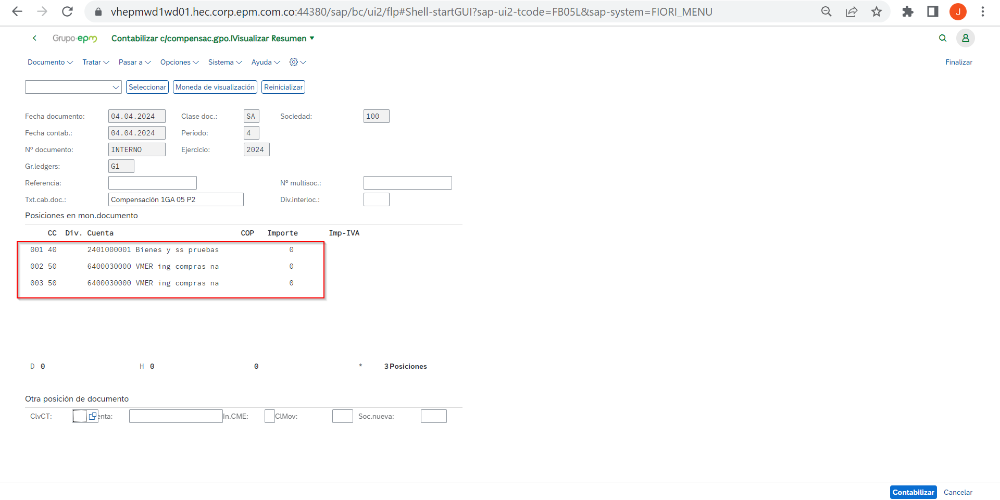 vhepmwd1wd01.hec.corp.epm.com.co:44380/sap/bc/ui2/flp#Shell-startGUI?sap-ui2-tcode=FB05L&sap-system=FIORI_MENU
J
Grupo·epm Contabilizar c/compensac.gpo.lVisualizar Resumen
Documento Tratar Pasar a Opciones Sistema Ayuda Finalizar
Seleccionar Moneda de visualización Reinicializar
Fecha documento: 04.04.2024 Clase doc.: SA Sociedad: 100
Fecha contab.: 04.04.2024 Período: 4
Nº documento: INTERNO Ejercicio: 2024
Gr.ledgers: G1
Referencia: Nº multisoc.:
Txt.cab.doc.: Compensación 1GA 05 P2 Div.interloc.:
Posiciones en mon.documento
CC Div. Cuenta COP Importe Imp-IVA
001 40 2401000001 Bienes y ss pruebas 0
002 50 6400030000 VMER ing compras na 0
003 50 6400030000 VMER ing compras na 0
D 0 H 0 0 * 3 Posiciones
Otra posición de documento
ClvCT: enta: In.CME: ClMov: Soc.nueva:
Contabilizar Cancelar